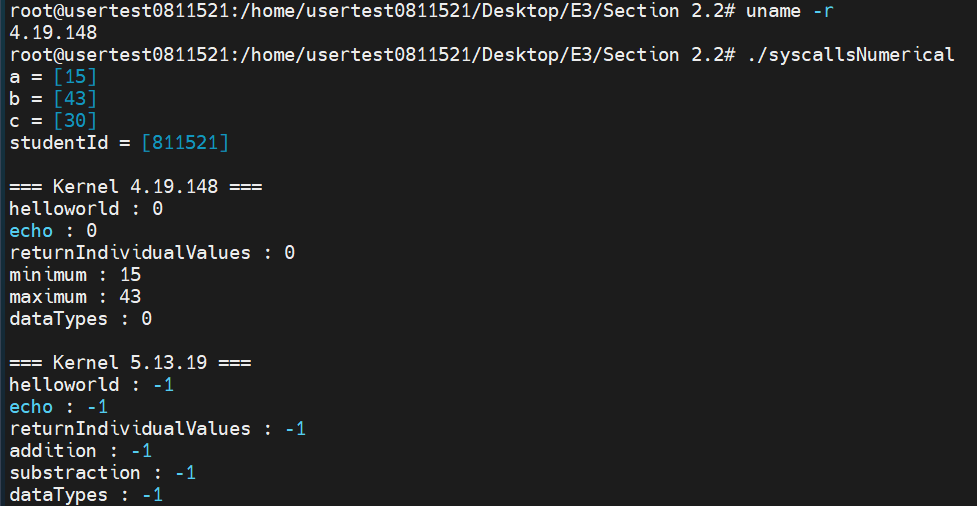 root@usertest0811521:/home/usertest0811521/Desktop/E3/Section 2.2# uname -r
4.19.148
root@usertest0811521:/home/usertest0811521/Desktop/E3/Section 2.2# ./syscallsNumerical
a = [15]
b = [43]
c = [30]
studentId = [811521]

=== Kernel 4.19.148 ===
helloworld : 0
echo : 0
returnIndividualValues : 0
minimum : 15
maximum : 43
dataTypes : 0

=== Kernel 5.13.19 ===
helloworld : -1
echo : -1
returnIndividualValues : -1
addition : -1
substraction : -1
dataTypes : -1